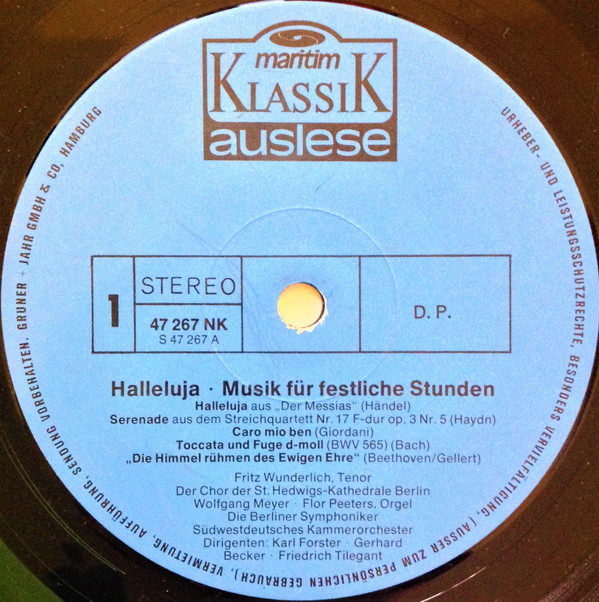 maritim
KLASSIK
auslese
1
STEREO
47 267 NK
S 47 267 A
D. P.
Halleluja · Musik für festliche Stunden
Halleluja aus „Der Messias“ (Händel)
Serenade aus dem Streichquartett Nr. 17 F-dur op. 3 Nr. 5 (Haydn)
Caro mio ben (Giordani)
Toccata und Fuge d-moll (BWV 565) (Bach)
„Die Himmel rühmen des Ewigen Ehre“ (Beethoven/Gellert)
Fritz Wunderlich, Tenor
Der Chor der St. Hedwigs-Kathedrale Berlin
Wolfgang Meyer · Flor Peeters, Orgel
Die Berliner Symphoniker
Südwestdeutsches Kammerorchester
Dirigenten: Karl Forster · Gerhard
Becker · Friedrich Tilegant
URHEBER- UND LEISTUNGSSCHUTZRECHTE, BESONDERS VERVIELFÄLTIGUNG, (AUSSER ZUM PERSÖNLICHEN GEBRAUCH), VERMIETUNG, AUFFÜHRUNG, SENDUNG VORBEHALTEN. GRUNER + JAHR GMBH & CO, HAMBURG